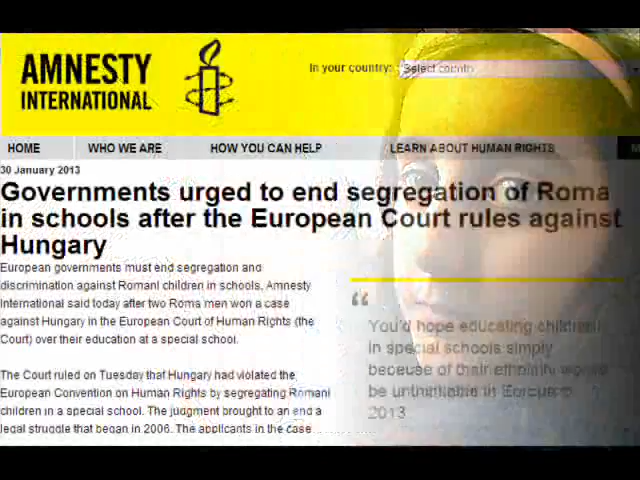 AMNESTY
INTERNATIONAL
In your country: Select country
HOME WHO WE ARE HOW YOU CAN HELP LEARN ABOUT HUMAN RIGHTS
30 January 2013
Governments urged to end segregation of Roma
in schools after the European Court rules against
Hungary
European governments must end segregation and
discrimination against Romani children in schools, Amnesty
International said today after two Roma men won a case
against Hungary in the European Court of Human Rights (the
Court) over their education at a special school.
The Court ruled on Tuesday that Hungary had violated the
European Convention on Human Rights by segregating Romani
children in a special school. The judgment brought to an end a
legal struggle that began in 2006. The applicants in the case
“
You'd hope educating children
in special schools simply
because of their ethnicity would
be unthinkable in Europe in
2013